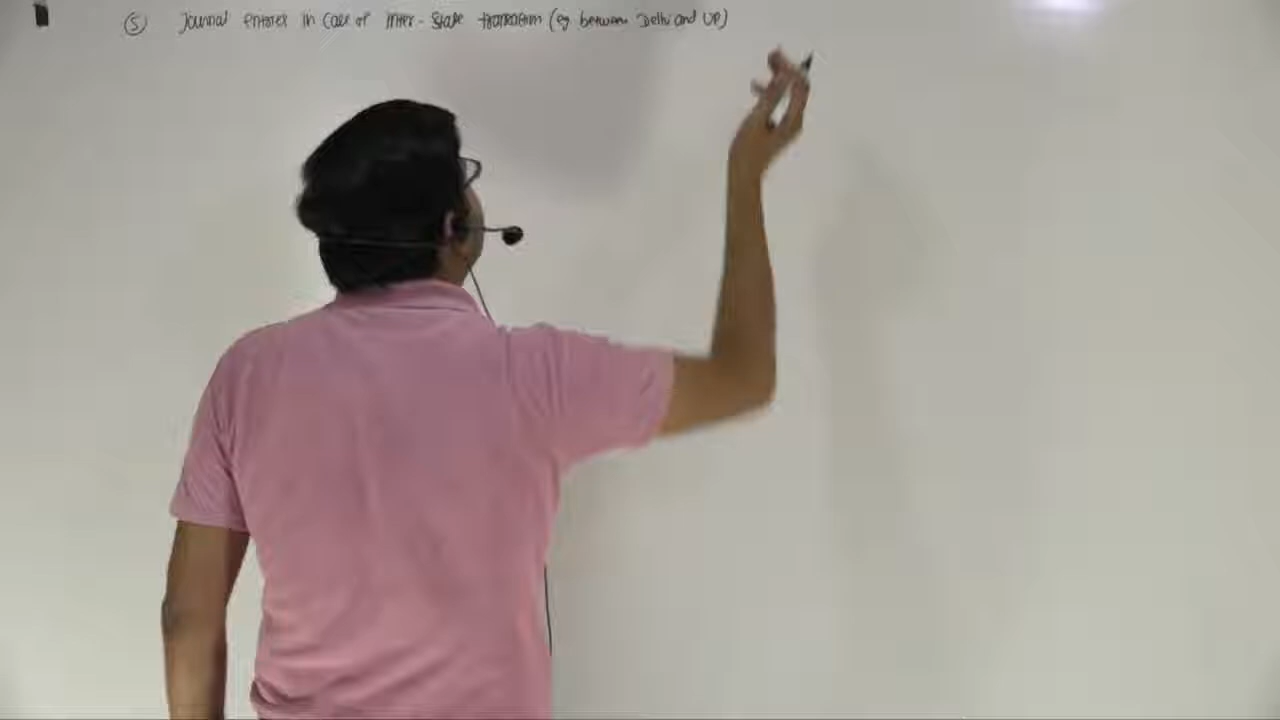 ⑤ Journal entries in case of inter-state transaction (eg between Delhi and UP)